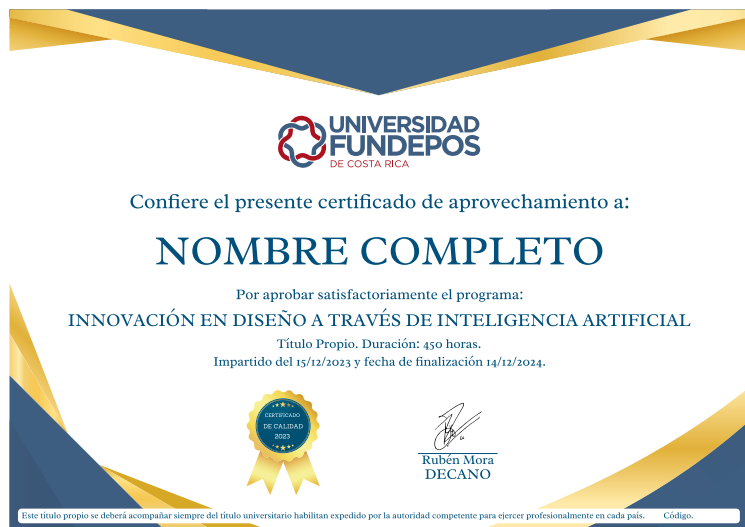 UNIVERSIDAD
FUNDEPOS
DE COSTA RICA
Confiere el presente certificado de aprovechamiento a:
NOMBRE COMPLETO
Por aprobar satisfactoriamente el programa:
INNOVACIÓN EN DISEÑO A TRAVÉS DE INTELIGENCIA ARTIFICIAL
Título Propio. Duración: 450 horas.
Impartido del 15/12/2023 y fecha de finalización 14/12/2024.
CERTIFICADO
DE CALIDAD
2023
Rubén Mora
DECANO
Este título propio se deberá acompañar siempre del título universitario habilitan expedido por la autoridad competente para ejercer profesionalmente en cada país. Código.